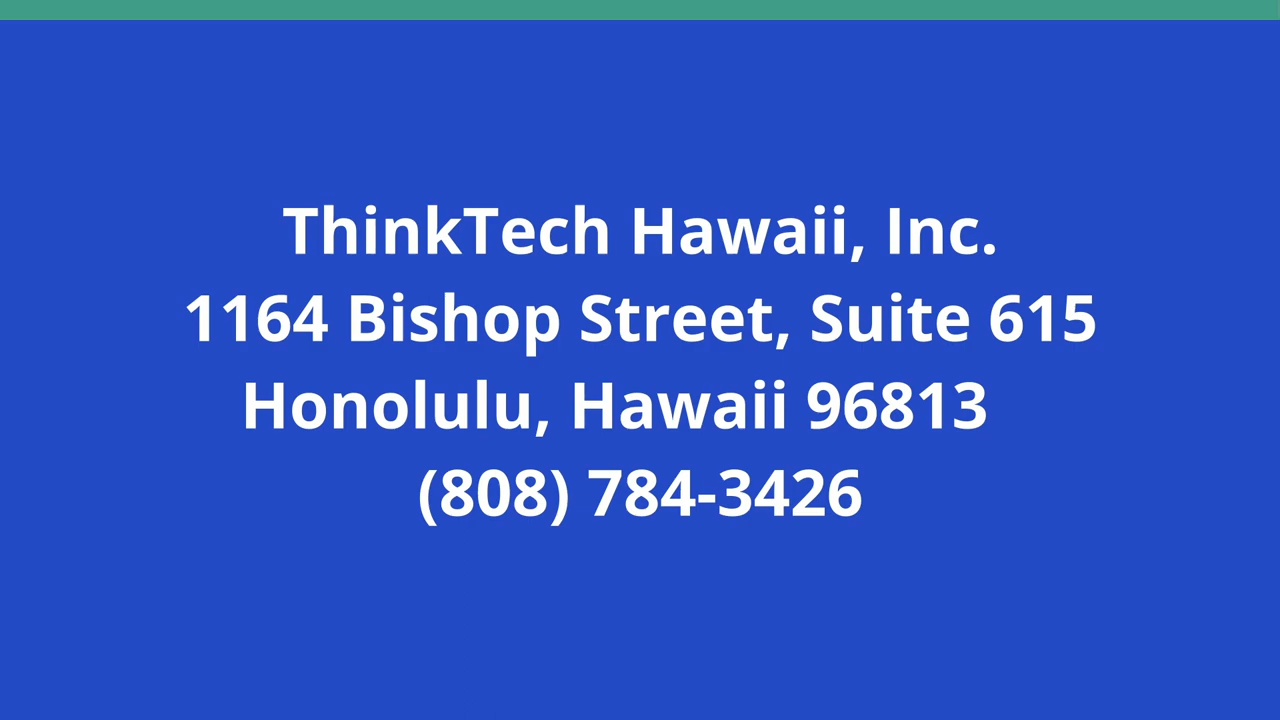 ThinkTech Hawaii, Inc.
1164 Bishop Street, Suite 615
Honolulu, Hawaii 96813
(808) 784-3426